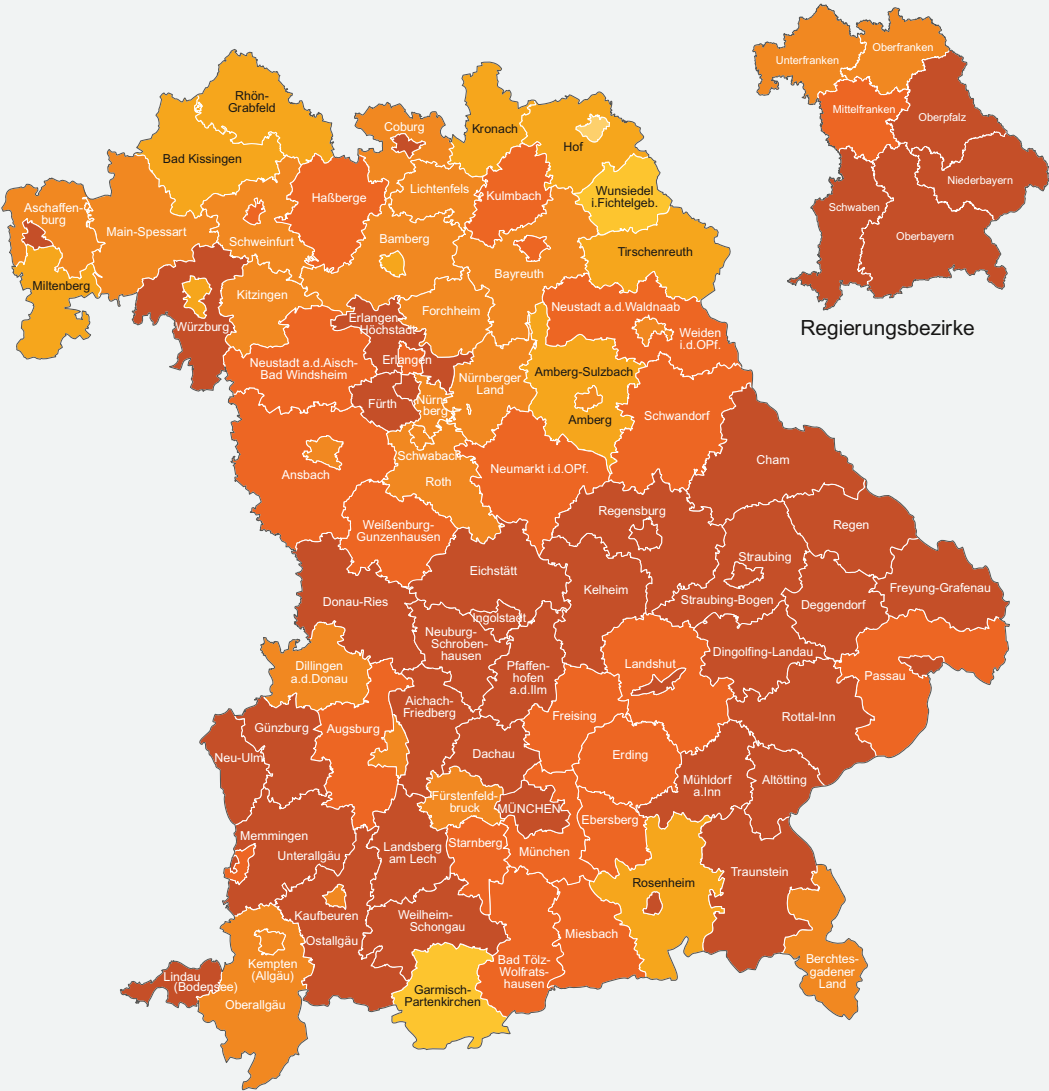 Unterfranken
Oberfranken
Mittelfranken
Oberpfalz
Niederbayern
Schwaben
Oberbayern
Regierungsbezirke
Rhön-
Grabfeld
Bad Kissingen
Coburg
Kronach
Hof
Wunsiedel
i.Fichtelgeb.
Lichtenfels
Kulmbach
Haßberge
Aschaffen-
burg
Main-Spessart
Schweinfurt
Bamberg
Bayreuth
Tirschenreuth
Miltenberg
Würzburg
Kitzingen
Forchheim
Erlangen-
Höchstadt
Neustadt a.d.Waldnaab
Weiden
i.d.OPf.
Neustadt a.d.Aisch-
Bad Windsheim
Erlangen
Nürnberger
Land
Amberg-Sulzbach
Amberg
Fürth
Nürn-
berg
Schwandorf
Schwabach
Roth
Ansbach
Neumarkt i.d.OPf.
Cham
Weißenburg-
Gunzenhausen
Regensburg
Regen
Straubing
Eichstätt
Kelheim
Straubing-Bogen
Deggendorf
Freyung-Grafenau
Donau-Ries
Ingolstadt
Neuburg-
Schroben-
hausen
Pfaffen-
hofen
a.d.Ilm
Landshut
Dingolfing-Landau
Passau
Dillingen
a.d.Donau
Aichach-
Friedberg
Rottal-Inn
Günzburg
Augsburg
Freising
Neu-Ulm
Dachau
Erding
Mühldorf
a.Inn
Altötting
Fürstenfeld-
bruck
MÜNCHEN
Ebersberg
Memmingen
Unterallgäu
Landsberg
am Lech
Starnberg
München
Rosenheim
Traunstein
Kaufbeuren
Ostallgäu
Weilheim-
Schongau
Miesbach
Bad Tölz-
Wolfrats-
hausen
Berchtes-
gadener
Land
Kempten
(Allgäu)
Lindau
(Bodensee)
Oberallgäu
Garmisch-
Partenkirchen